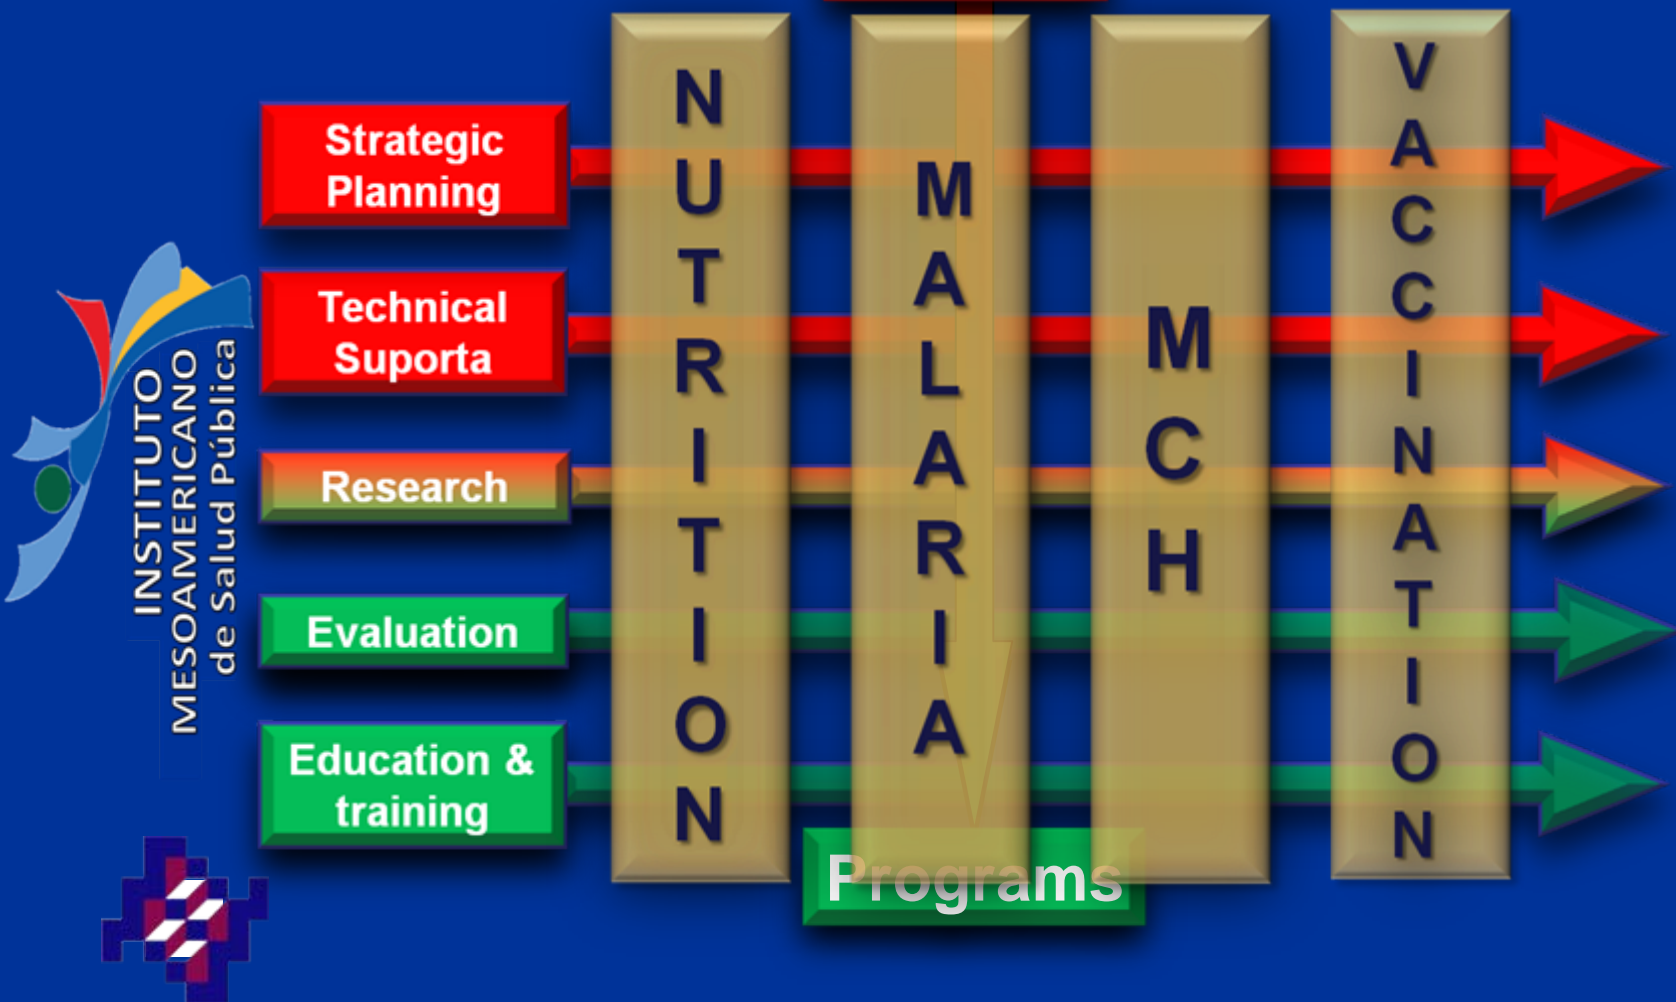 Strategic
Planning
Technical
Suporta
Research
Evaluation
Education &
training
NUTRITION
MALARIA
MCH
VACCINATION
Programs
INSTITUTO
MESOAMERICANO
de Salud Pública